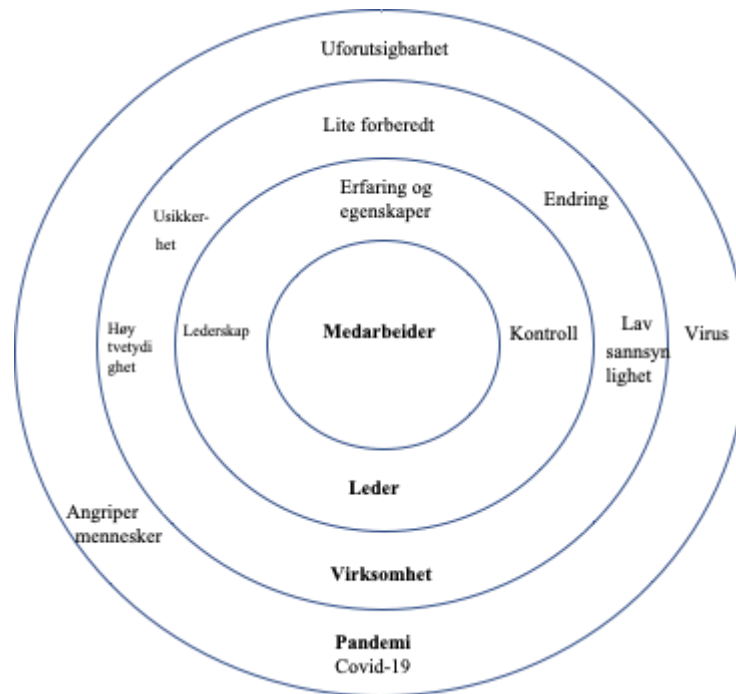 Uforutsigbarhet
Lite forberedt
Erfaring og
egenskaper
Endring
Usikker-
het
Høy
tvetydi
ghet
Lederskap
Medarbeider
Kontroll
Lav
sannsyn
lighet
Virus
Leder
Angriper
mennesker
Virksomhet
Pandemi
Covid-19